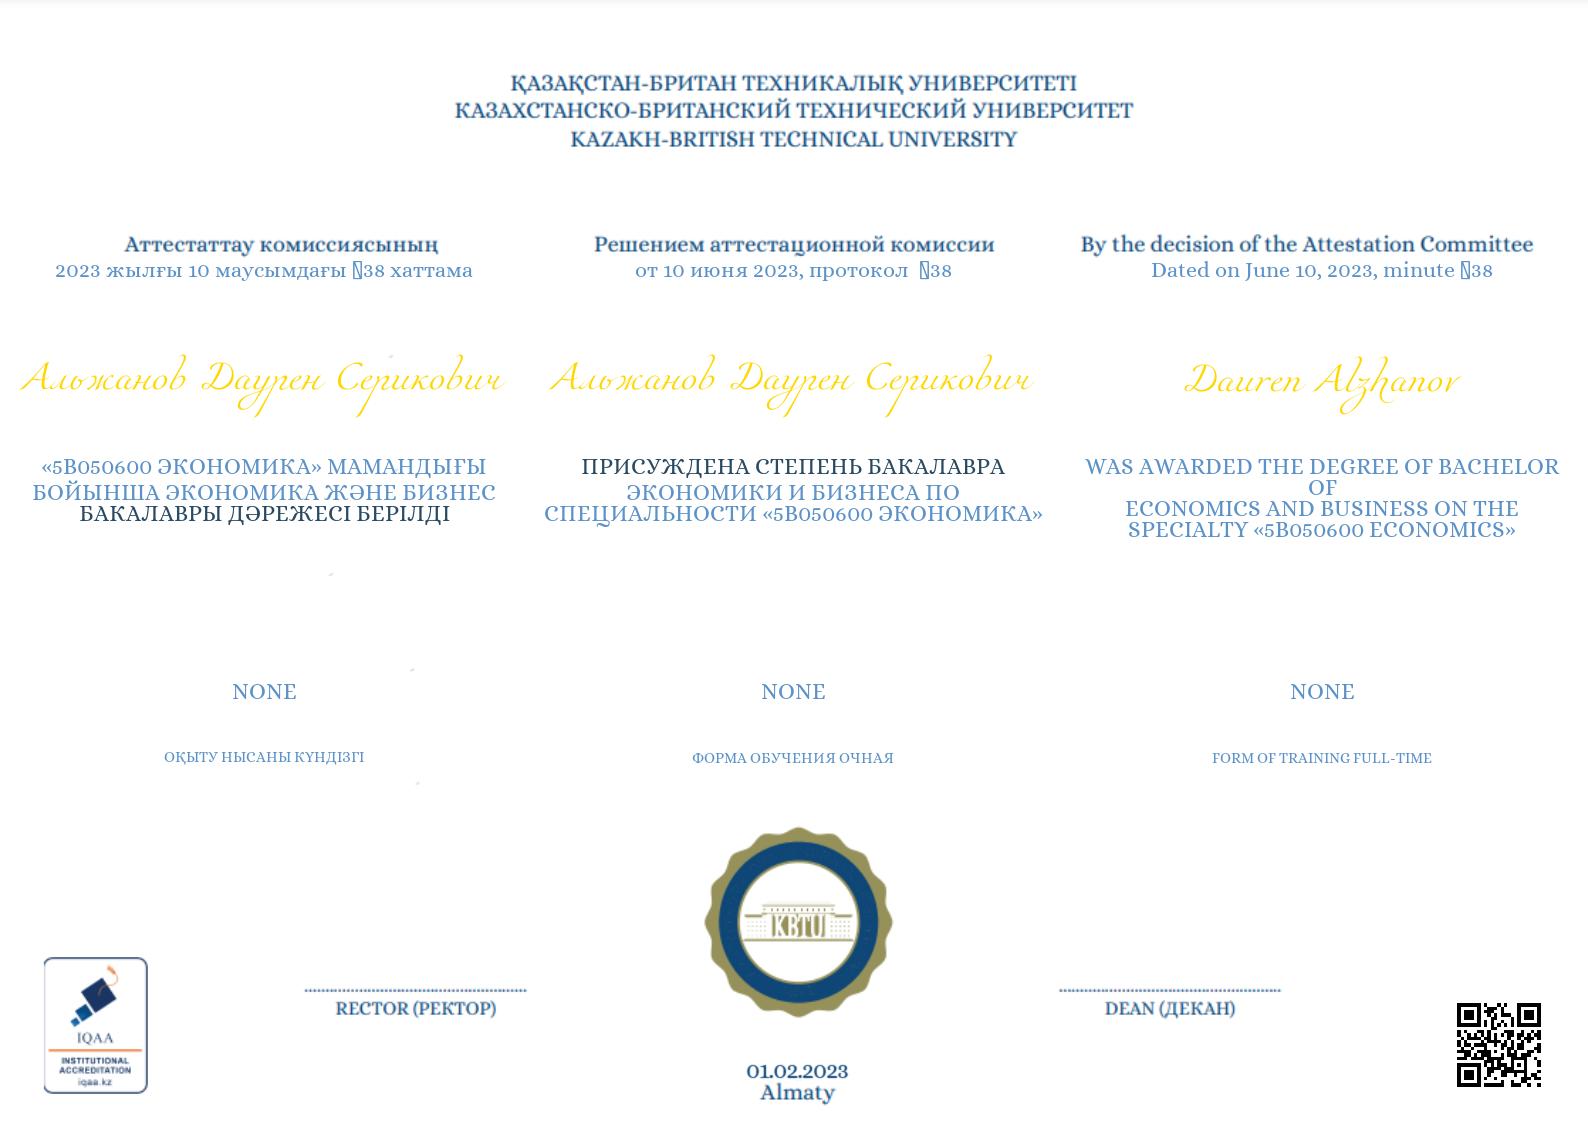 ҚАЗАҚСТАН-БРИТАН ТЕХНИКАЛЫҚ УНИВЕРСИТЕТІ
КАЗАХСТАНСКО-БРИТАНСКИЙ ТЕХНИЧЕСКИЙ УНИВЕРСИТЕТ
KAZAKH-BRITISH TECHNICAL UNIVERSITY
Аттестаттау комиссиясының
2023 жылғы 10 маусымдағы 38 хаттама
Альжанов Даурен Серикович
«5B050600 ЭКОНОМИКА» МАМАНДЫҒЫ
БОЙЫНША ЭКОНОМИКА ЖӘНЕ БИЗНЕС
БАКАЛАВРЫ ДӘРЕЖЕСІ БЕРІЛДІ
NONE
ОҚЫТУ НЫСАНЫ КҮНДІЗГІ
Решением аттестационной комиссии
от 10 июня 2023, протокол 38
Альжанов Даурен Серикович
ПРИСУЖДЕНА СТЕПЕНЬ БАКАЛАВРА
ЭКОНОМИКИ И БИЗНЕСА ПО
СПЕЦИАЛЬНОСТИ «5B050600 ЭКОНОМИКА»
NONE
ФОРМА ОБУЧЕНИЯ ОЧНАЯ
By the decision of the Attestation Committee
Dated on June 10, 2023, minute 38
Dauren Alzhanov
WAS AWARDED THE DEGREE OF BACHELOR
OF
ECONOMICS AND BUSINESS ON THE
SPECIALTY «5B050600 ECONOMICS»
NONE
FORM OF TRAINING FULL-TIME
KBTU
IQAA
INSTITUTIONAL
ACCREDITATION
iqaa.kz
RECTOR (РЕКТОР)
DEAN (ДЕКАН)
01.02.2023
Almaty